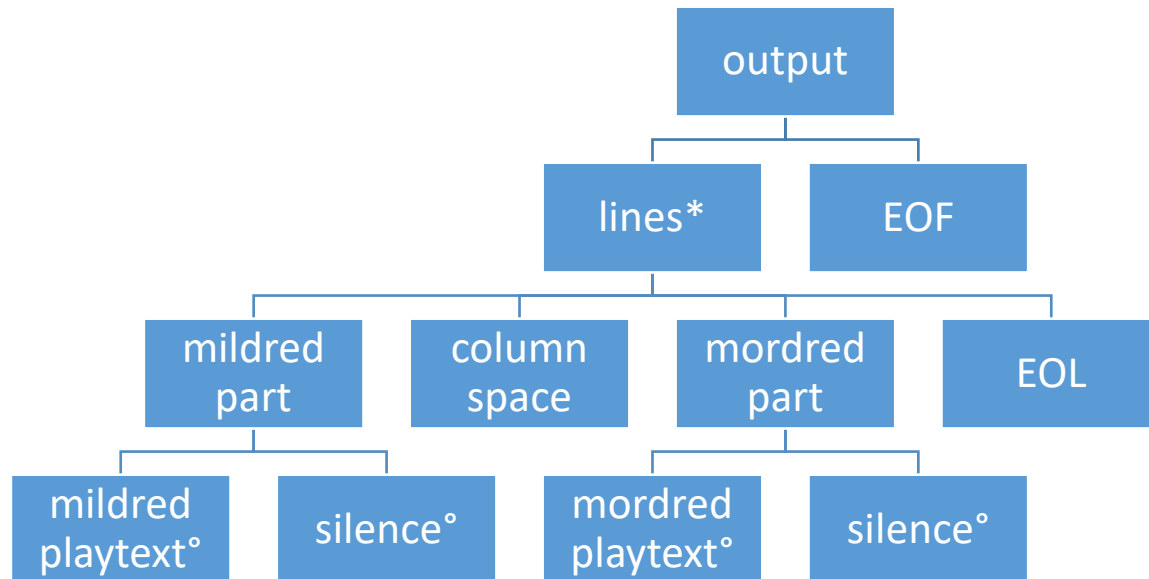 output
lines*
EOF
mildred
part
column
space
mordred
part
EOL
mildred
playtext°
silence°
mordred
playtext°
silence°